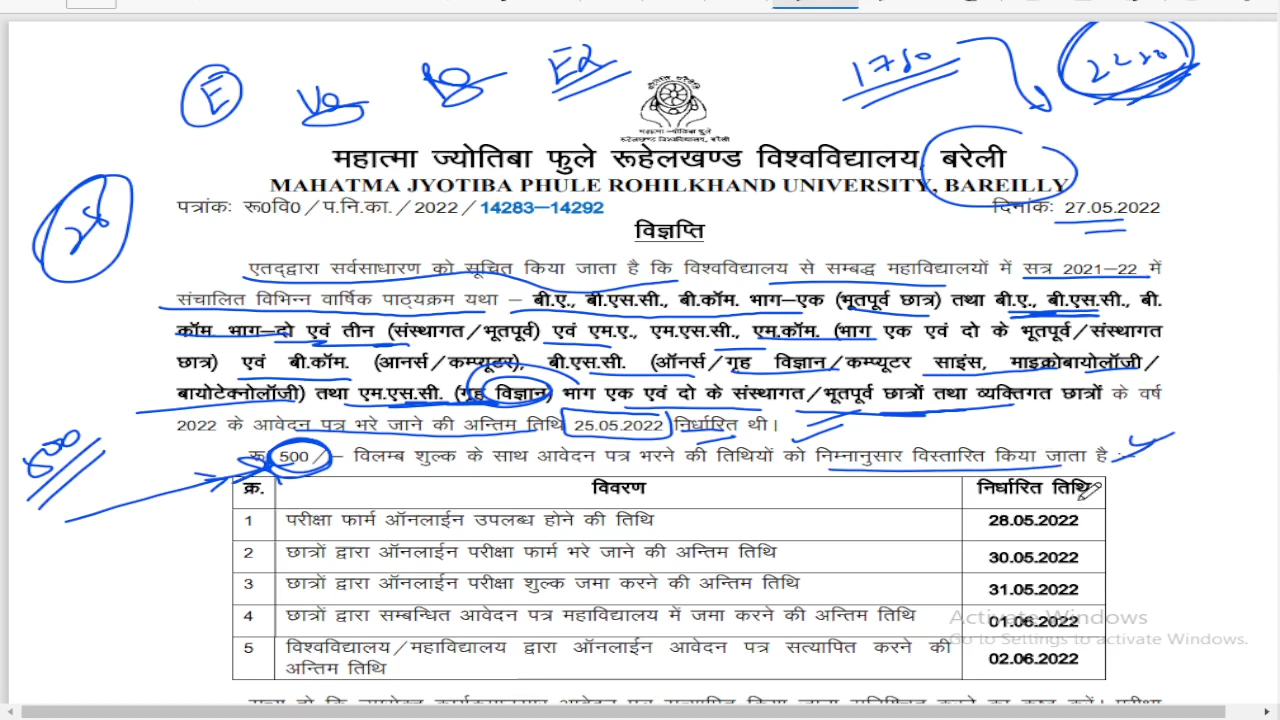 E
1750
महात्मा ज्योतिबा फुले
रूहेलखण्ड विश्वविद्यालय, बरेली
महात्मा ज्योतिबा फुले रूहेलखण्ड विश्वविद्यालय, बरेली
MAHATMA JYOTIBA PHULE ROHILKHAND UNIVERSITY, BAREILLY
पत्रांकः रू0वि0/प.नि.का./2022/14283-14292 दिनांकः 27.05.2022
28
विज्ञप्ति
एतद्द्वारा सर्वसाधारण को सूचित किया जाता है कि विश्वविद्यालय से सम्बद्ध महाविद्यालयों में सत्र 2021-22 में
संचालित विभिन्न वार्षिक पाठ्यक्रम यथा - बी.ए., बी.एस.सी., बी.कॉम. भाग-एक (भूतपूर्व छात्र) तथा बी.ए., बी.एस.सी., बी.
कॉम भाग-दो एवं तीन (संस्थागत/भूतपूर्व) एवं एम.ए., एम.एस.सी., एम.कॉम. (भाग एक एवं दो के भूतपूर्व/संस्थागत
छात्र) एवं बी.कॉम. (आनर्स/कम्प्यूटर), बी.एस.सी. (ऑनर्स/गृह विज्ञान/कम्प्यूटर साइंस, माइक्रोबायोलॉजी/
बायोटेक्नोलॉजी) तथा एम.एस.सी. (गृह विज्ञान) भाग एक एवं दो के संस्थागत/भूतपूर्व छात्रों तथा व्यक्तिगत छात्रों के वर्ष
2022 के आवेदन पत्र भरे जाने की अन्तिम तिथि 25.05.2022 निर्धारित थी।
500
रू 500/- विलम्ब शुल्क के साथ आवेदन पत्र भरने की तिथियों को निम्नानुसार विस्तारित किया जाता है :-
क्र. विवरण निर्धारित तिथि
1 परीक्षा फार्म ऑनलाईन उपलब्ध होने की तिथि 28.05.2022
2 छात्रों द्वारा ऑनलाईन परीक्षा फार्म भरे जाने की अन्तिम तिथि 30.05.2022
3 छात्रों द्वारा ऑनलाईन परीक्षा शुल्क जमा करने की अन्तिम तिथि 31.05.2022
4 छात्रों द्वारा सम्बन्धित आवेदन पत्र महाविद्यालय में जमा करने की अन्तिम तिथि 01.06.2022
5 विश्वविद्यालय/महाविद्यालय द्वारा ऑनलाईन आवेदन पत्र सत्यापित करने की
अन्तिम तिथि 02.06.2022
Activate Windows
Go to Settings to activate Windows.